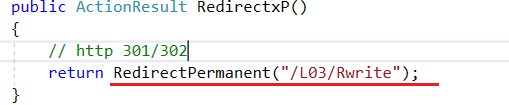 public ActionResult RedirectxP()
{
// http 301/302
return RedirectPermanent("/L03/Rwrite");
}